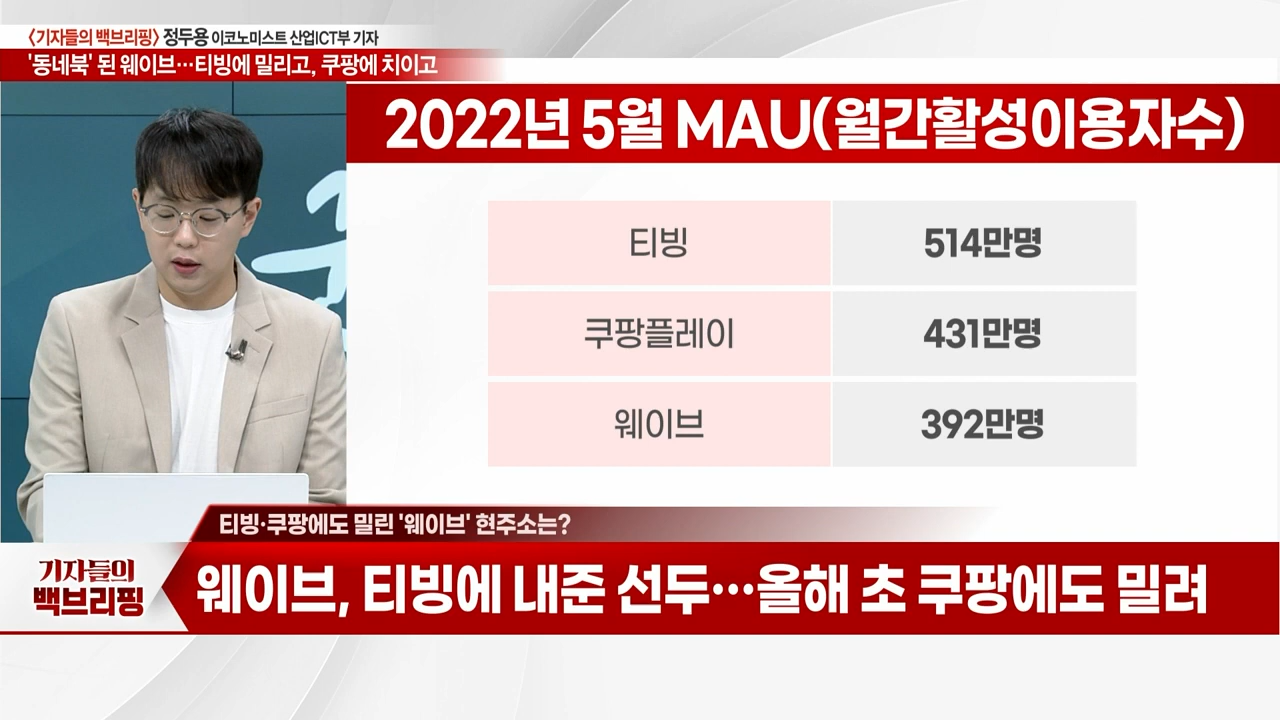 〈기자들의 백브리핑〉 정두용 이코노미스트 산업ICT부 기자
'동네북' 된 웨이브…티빙에 밀리고, 쿠팡에 치이고
2022년 5월 MAU(월간활성이용자수)
티빙 514만명
쿠팡플레이 431만명
웨이브 392만명
티빙·쿠팡에도 밀린 '웨이브' 현주소는?
기자들의
백브리핑
웨이브, 티빙에 내준 선두…올해 초 쿠팡에도 밀려